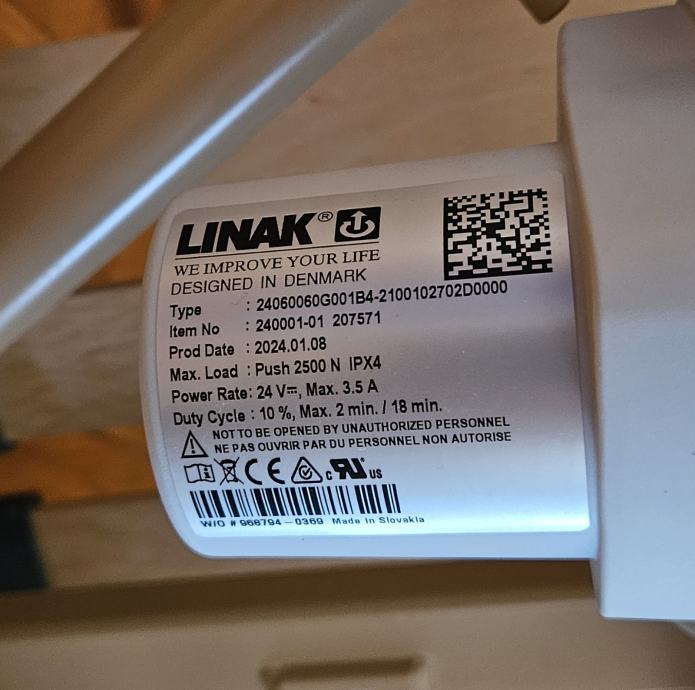 LINAK®
WE IMPROVE YOUR LIFE
DESIGNED IN DENMARK
Type : 24060060G001B4-2100102702D0000
Item No : 240001-01 207571
Prod Date : 2024.01.08
Max. Load : Push 2500 N IPX4
Power Rate: 24 V⎓, Max. 3.5 A
Duty Cycle : 10 %, Max. 2 min. / 18 min.
NOT TO BE OPENED BY UNAUTHORIZED PERSONNEL
NE PAS OUVRIR PAR DU PERSONNEL NON AUTORISE
CE c RU US
W/O # 966794-0369 Made in Slovakia